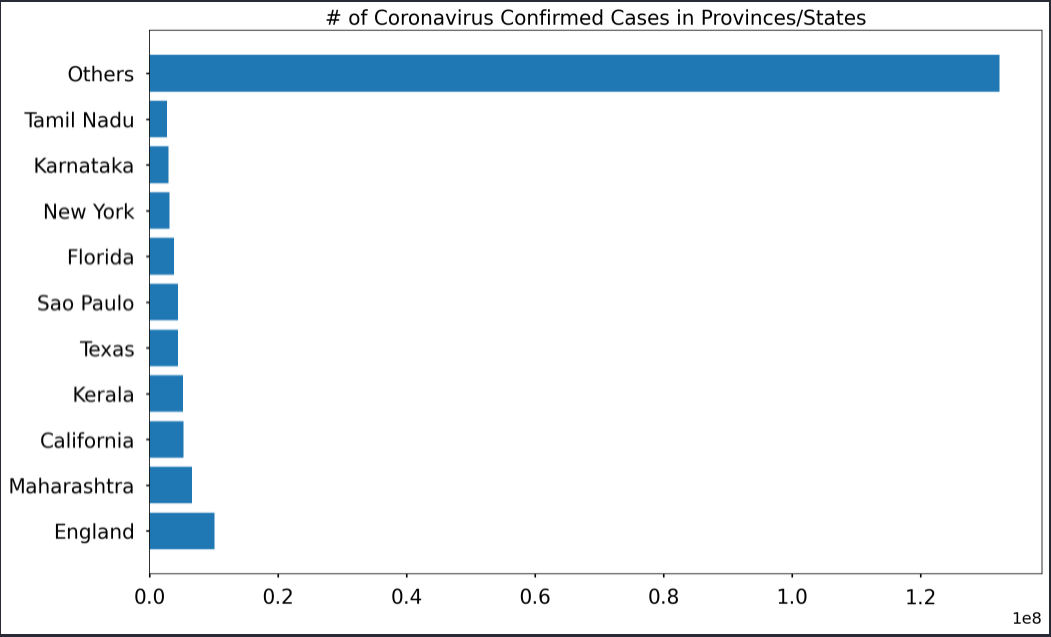 # of Coronavirus Confirmed Cases in Provinces/States
Others
Tamil Nadu
Karnataka
New York
Florida
Sao Paulo
Texas
Kerala
California
Maharashtra
England
0.0 0.2 0.4 0.6 0.8 1.0 1.2
1e8